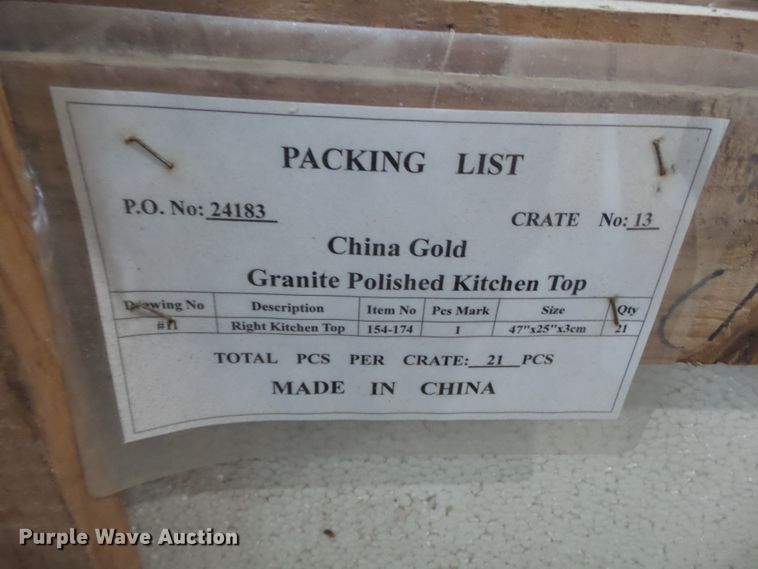 PACKING LIST
P.O. No: 24183 CRATE No: 13
China Gold
Granite Polished Kitchen Top
Drawing No Description Item No Pcs Mark Size Qty
#11 Right Kitchen Top 154-174 1 47"x25"x3cm 21
TOTAL PCS PER CRATE: 21 PCS
MADE IN CHINA
Purple Wave Auction